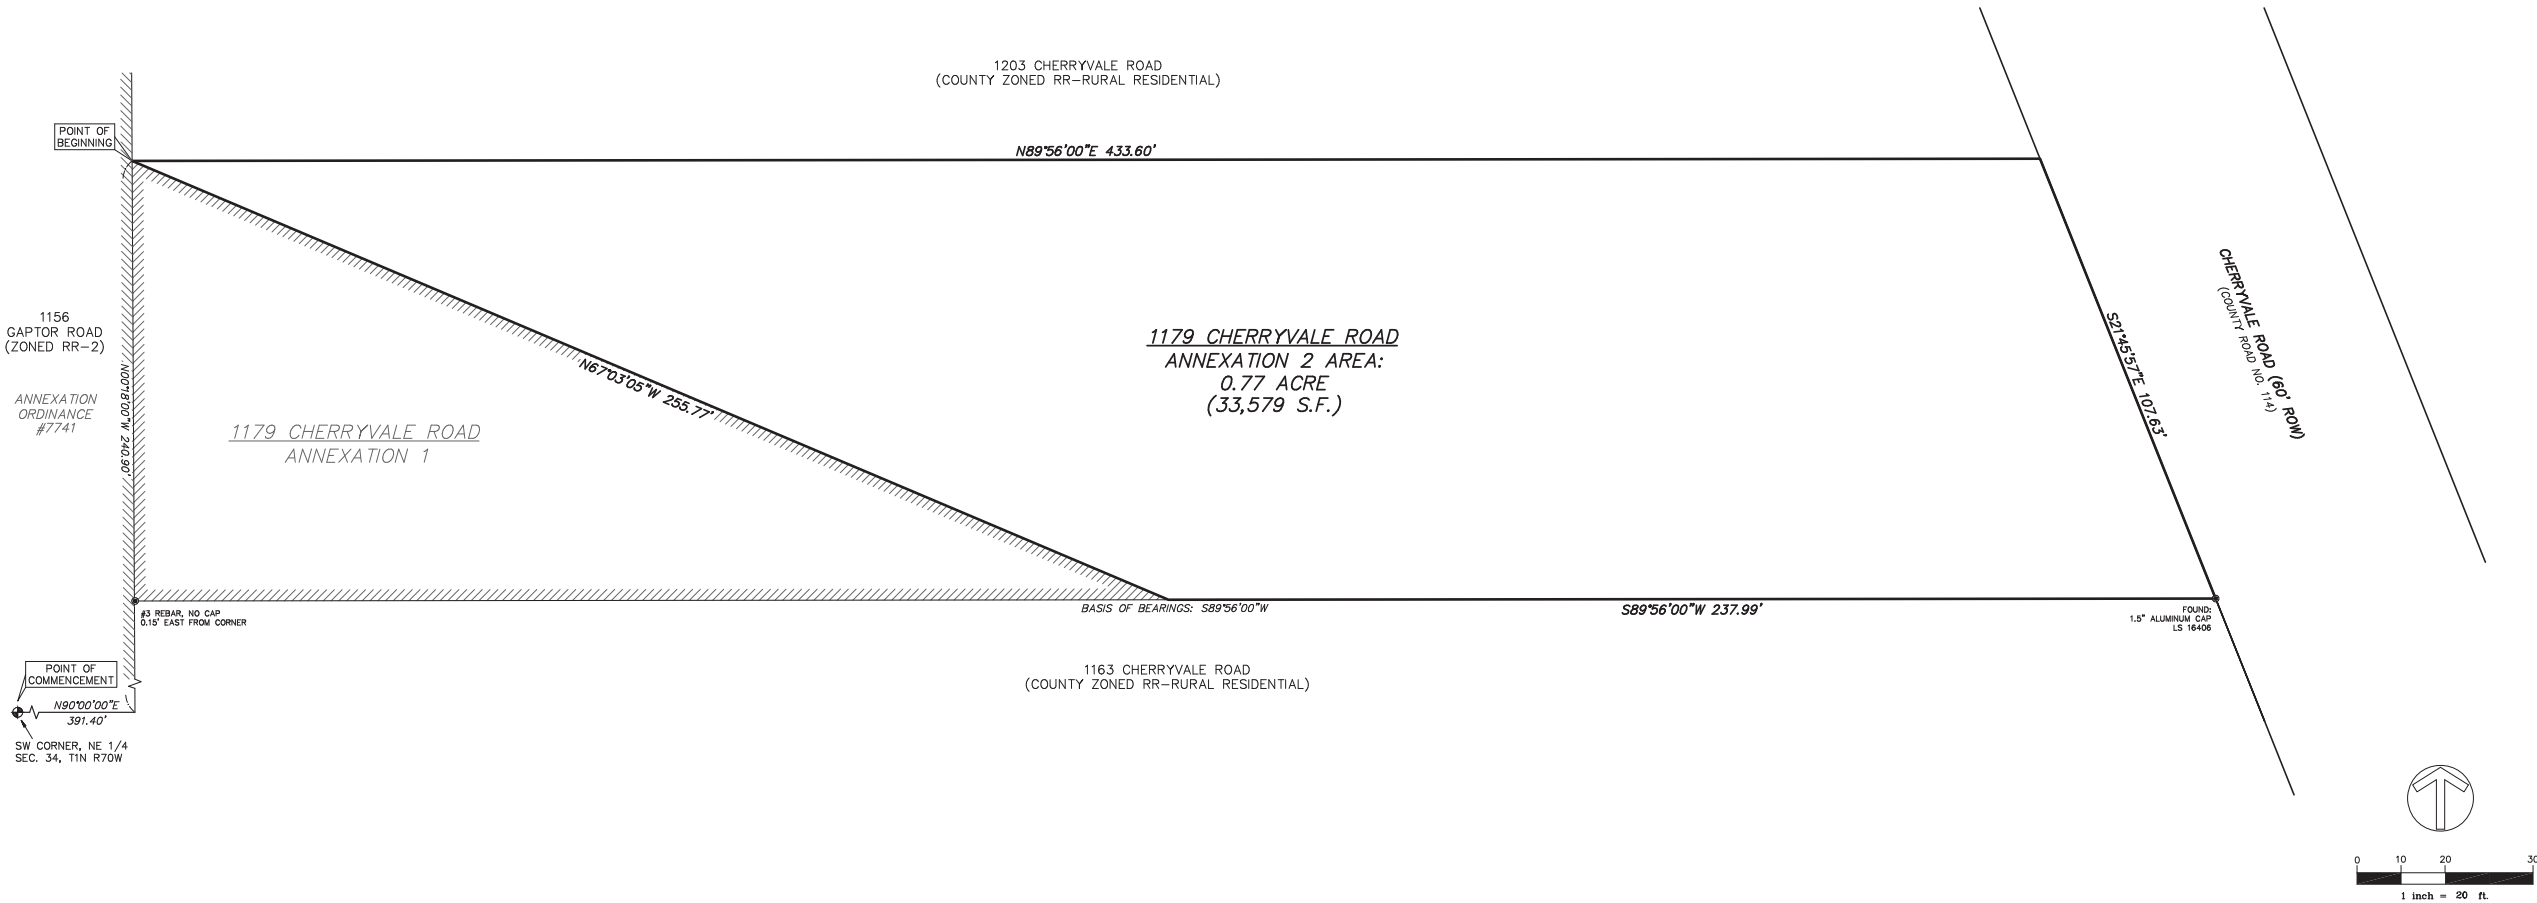 1203 CHERRYVALE ROAD
(COUNTY ZONED RR-RURAL RESIDENTIAL)
POINT OF
BEGINNING
N89°56'00"E 433.60'
CHERRYVALE ROAD (60' ROW)
(COUNTY ROAD NO. 114)
S21°45'57"E 107.63'
1156
GAPTOR ROAD
(ZONED RR-2)
ANNEXATION
ORDINANCE
#7741
N00°18'00"W 240.90'
N67°03'05"W 255.77'
1179 CHERRYVALE ROAD
ANNEXATION 2 AREA:
0.77 ACRE
(33,579 S.F.)
1179 CHERRYVALE ROAD
ANNEXATION 1
#3 REBAR, NO CAP
0.15' EAST FROM CORNER
BASIS OF BEARINGS: S89°56'00"W
S89°56'00"W 237.99'
FOUND:
1.5" ALUMINUM CAP
LS 16406
1163 CHERRYVALE ROAD
(COUNTY ZONED RR-RURAL RESIDENTIAL)
POINT OF
COMMENCEMENT
N90°00'00"E
391.40'
SW CORNER, NE 1/4
SEC. 34, T1N R70W
0 10 20 30
1 inch = 20 ft.